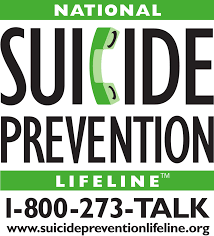 NATIONAL
SUICIDE
PREVENTION
LIFELINE™
1-800-273-TALK
www.suicidepreventionlifeline.org